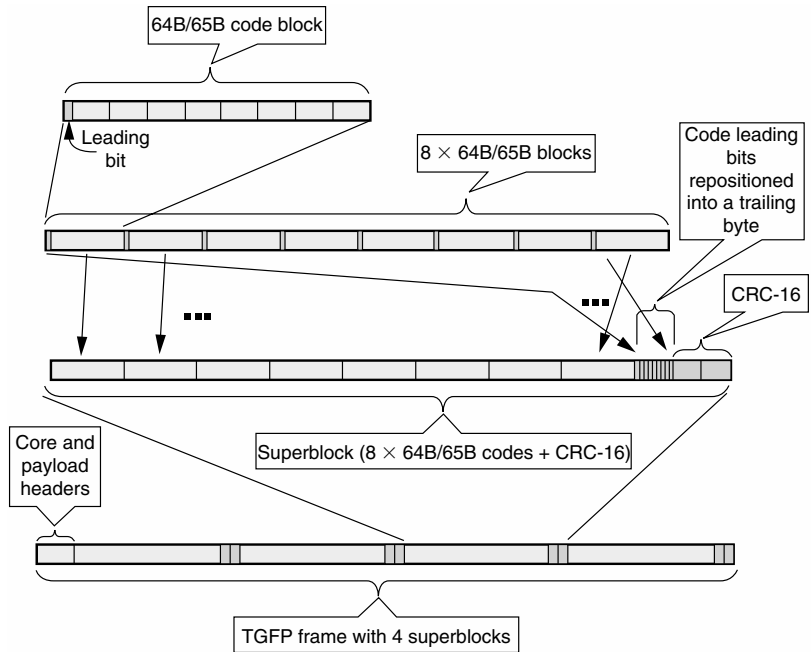 64B/65B code block
Leading
bit
8 × 64B/65B blocks
Code leading
bits
repositioned
into a trailing
byte
CRC-16
Superblock (8 × 64B/65B codes + CRC-16)
Core and
payload
headers
TGFP frame with 4 superblocks